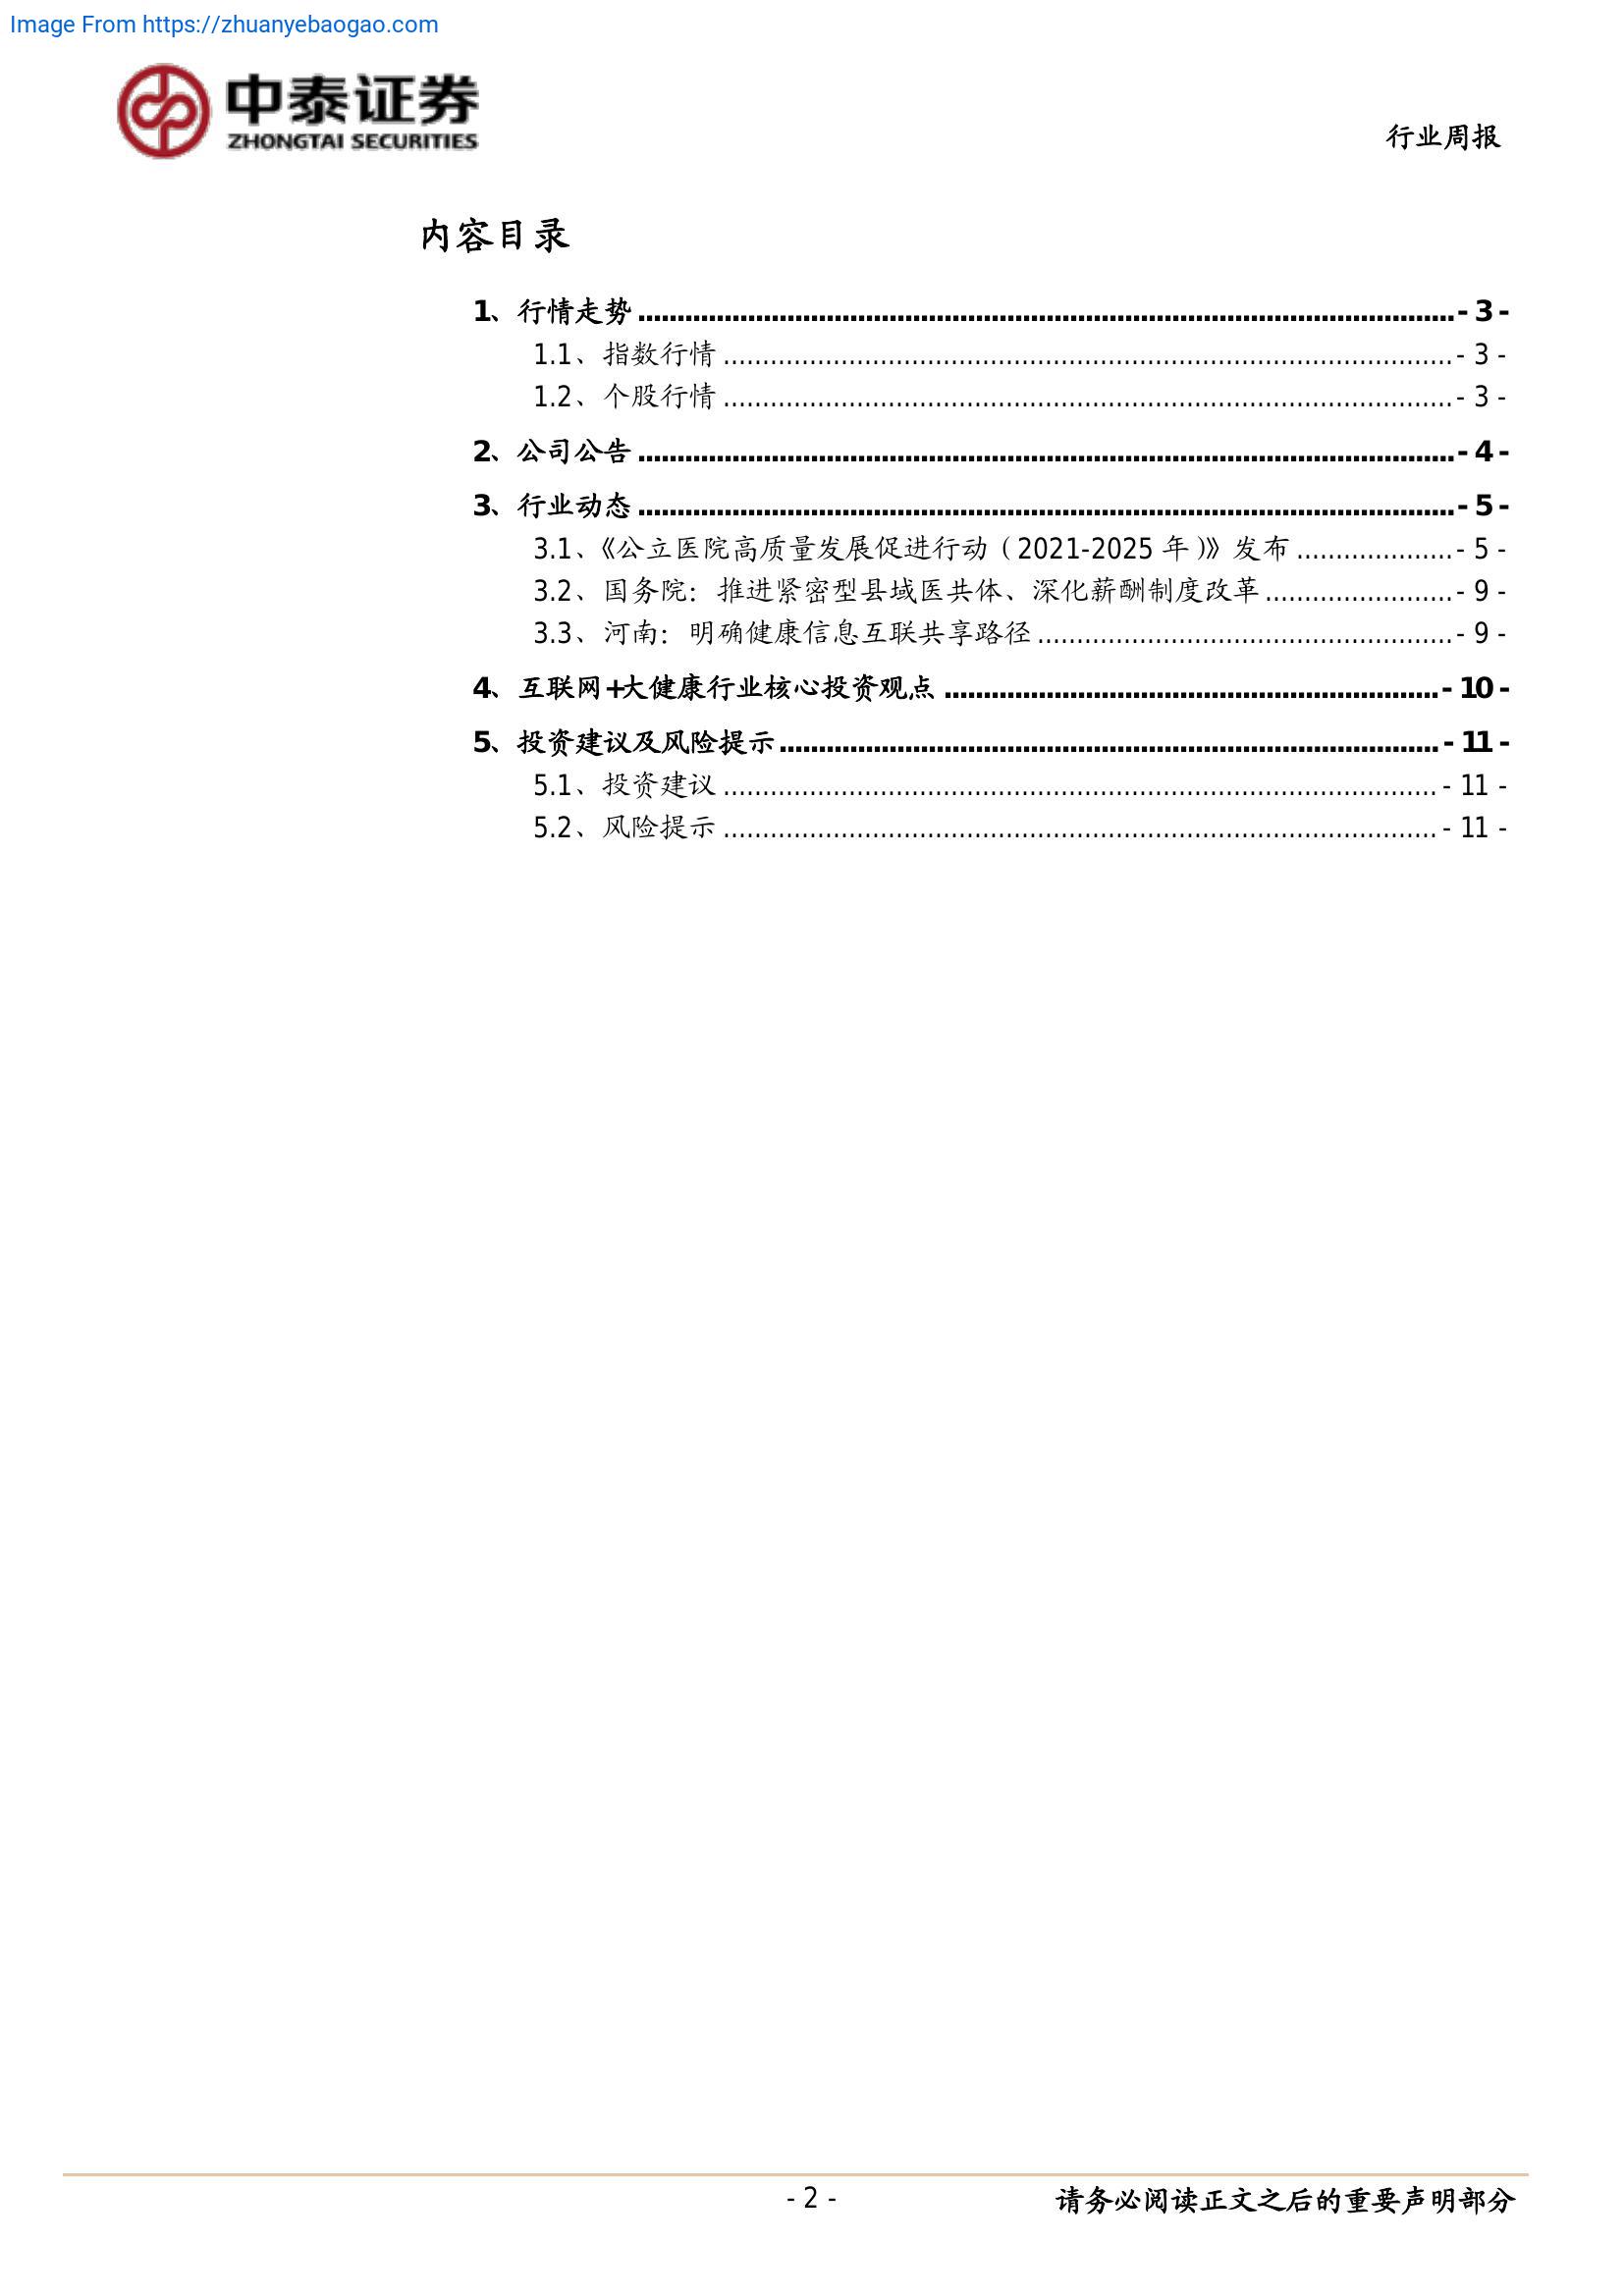 Image From https://zhuanyebaogao.com
中泰证券
ZHONGTAI SECURITIES
行业周报
内容目录
1、行情走势 ........ - 3 -
1.1、指数行情 ........ - 3 -
1.2、个股行情 ........ - 3 -
2、公司公告 ........ - 4 -
3、行业动态 ........ - 5 -
3.1、《公立医院高质量发展促进行动（2021-2025 年）》发布 ........ - 5 -
3.2、国务院：推进紧密型县域医共体、深化薪酬制度改革 ........ - 9 -
3.3、河南：明确健康信息互联共享路径 ........ - 9 -
4、互联网+大健康行业核心投资观点 ........ - 10 -
5、投资建议及风险提示 ........ - 11 -
5.1、投资建议 ........ - 11 -
5.2、风险提示 ........ - 11 -
- 2 -
请务必阅读正文之后的重要声明部分